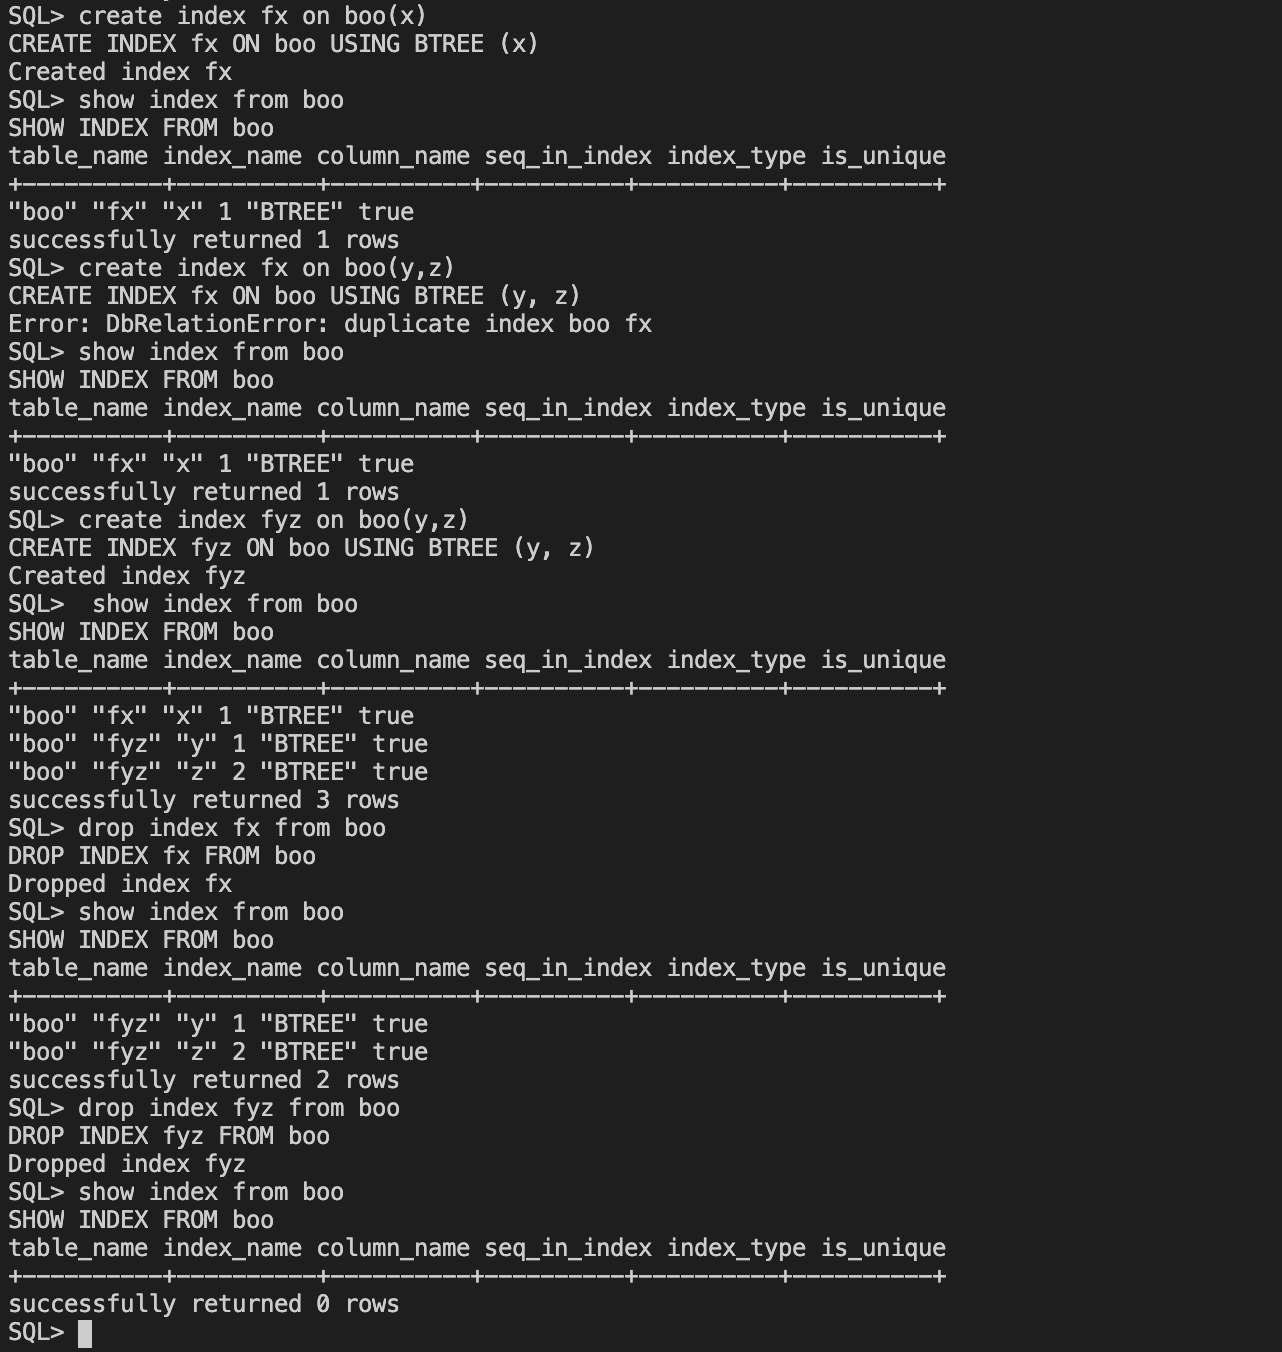 SQL> create index fx on boo(x)
CREATE INDEX fx ON boo USING BTREE (x)
Created index fx
SQL> show index from boo
SHOW INDEX FROM boo
table_name index_name column_name seq_in_index index_type is_unique
+----------+----------+----------+----------+----------+----------+
"boo" "fx" "x" 1 "BTREE" true
successfully returned 1 rows
SQL> create index fx on boo(y,z)
CREATE INDEX fx ON boo USING BTREE (y, z)
Error: DbRelationError: duplicate index boo fx
SQL> show index from boo
SHOW INDEX FROM boo
table_name index_name column_name seq_in_index index_type is_unique
+----------+----------+----------+----------+----------+----------+
"boo" "fx" "x" 1 "BTREE" true
successfully returned 1 rows
SQL> create index fyz on boo(y,z)
CREATE INDEX fyz ON boo USING BTREE (y, z)
Created index fyz
SQL>  show index from boo
SHOW INDEX FROM boo
table_name index_name column_name seq_in_index index_type is_unique
+----------+----------+----------+----------+----------+----------+
"boo" "fx" "x" 1 "BTREE" true
"boo" "fyz" "y" 1 "BTREE" true
"boo" "fyz" "z" 2 "BTREE" true
successfully returned 3 rows
SQL> drop index fx from boo
DROP INDEX fx FROM boo
Dropped index fx
SQL> show index from boo
SHOW INDEX FROM boo
table_name index_name column_name seq_in_index index_type is_unique
+----------+----------+----------+----------+----------+----------+
"boo" "fyz" "y" 1 "BTREE" true
"boo" "fyz" "z" 2 "BTREE" true
successfully returned 2 rows
SQL> drop index fyz from boo
DROP INDEX fyz FROM boo
Dropped index fyz
SQL> show index from boo
SHOW INDEX FROM boo
table_name index_name column_name seq_in_index index_type is_unique
+----------+----------+----------+----------+----------+----------+
successfully returned 0 rows
SQL>